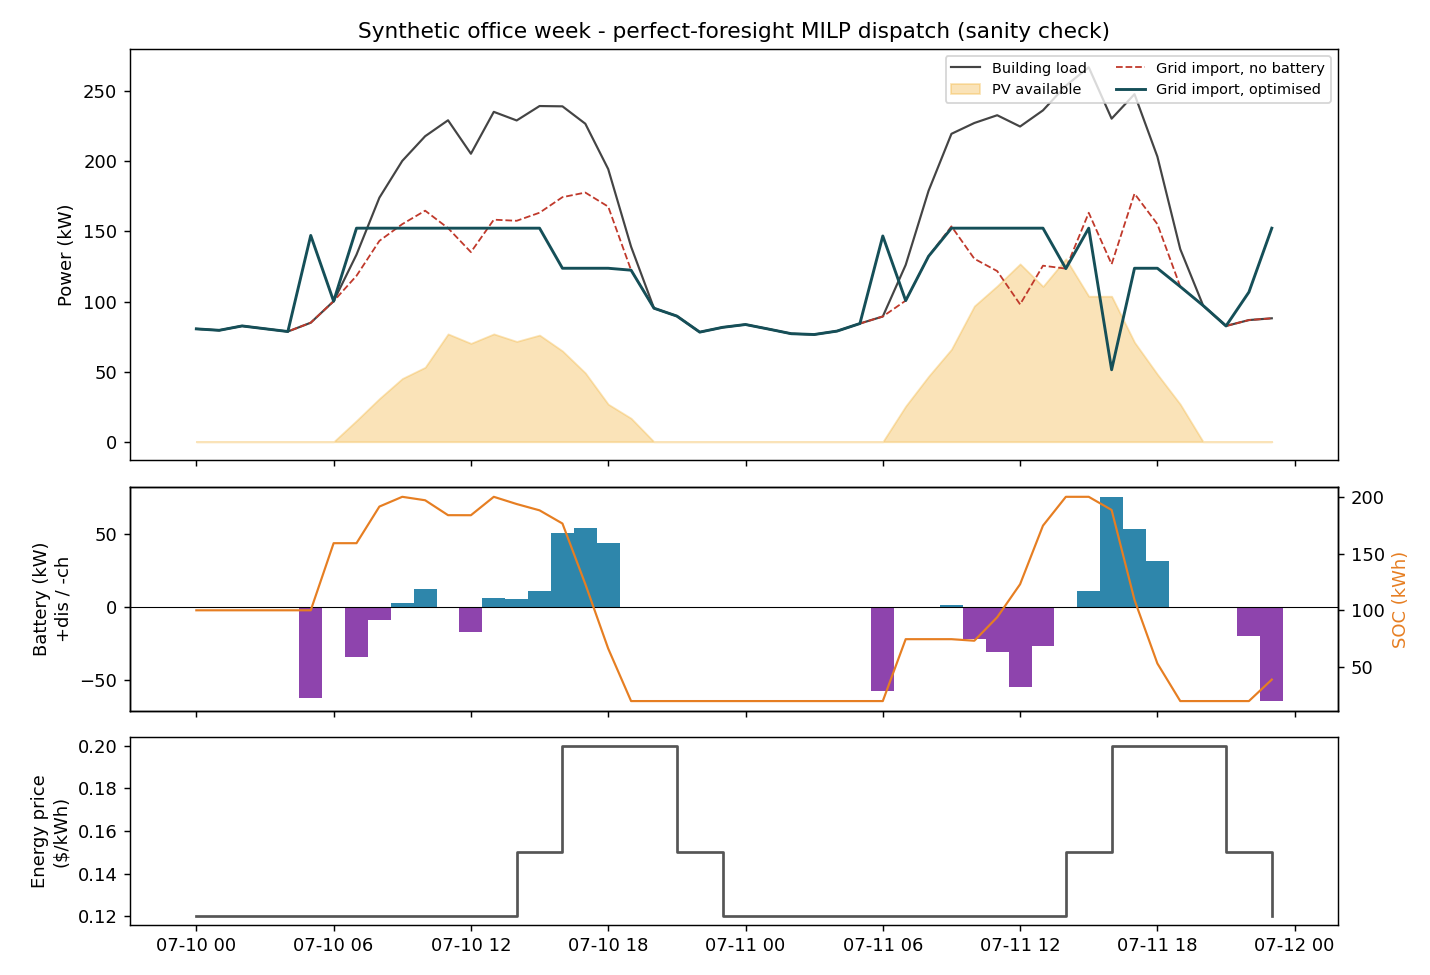 Synthetic office week - perfect-foresight MILP dispatch (sanity check)
Building load
PV available
Grid import, no battery
Grid import, optimised
Power (kW)
250
200
150
100
50
0
Battery (kW)
+dis / -ch
50
0
−50
SOC (kWh)
200
150
100
50
Energy price
($/kWh)
0.20
0.18
0.16
0.14
0.12
07-10 00
07-10 06
07-10 12
07-10 18
07-11 00
07-11 06
07-11 12
07-11 18
07-12 00